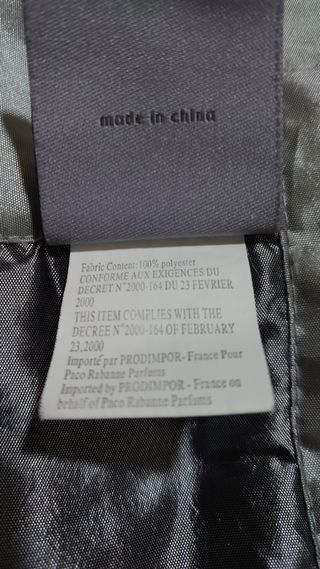 made in china
Fabric Content: 100% polyester
CONFORME AUX EXIGENCES DU
DECRET N°2000-164 DU 23 FEVRIER
2000
THIS ITEM COMPLIES WITH THE
DECREE N°2000-164 OF FEBRUARY
23,2000
Importé par PRODIMPOR - France Pour
Paco Rabanne Parfums
Imported by PRODIMPOR - France on
behalf of Paco Rabanne Parfums